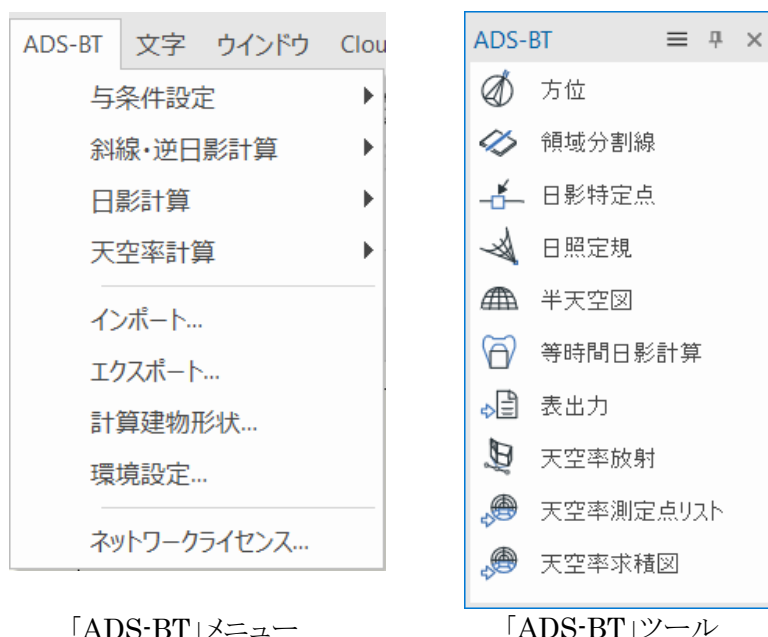 ADS-BT 文字 ウインドウ Clou
与条件設定
斜線・逆日影計算
日影計算
天空率計算
インポート...
エクスポート...
計算建物形状...
環境設定...
ネットワークライセンス...
「ADS-BT」メニュー
ADS-BT
方位
領域分割線
日影特定点
日照定規
半天空図
等時間日影計算
表出力
天空率放射
天空率測定点リスト
天空率求積図
「ADS-BT」ツール